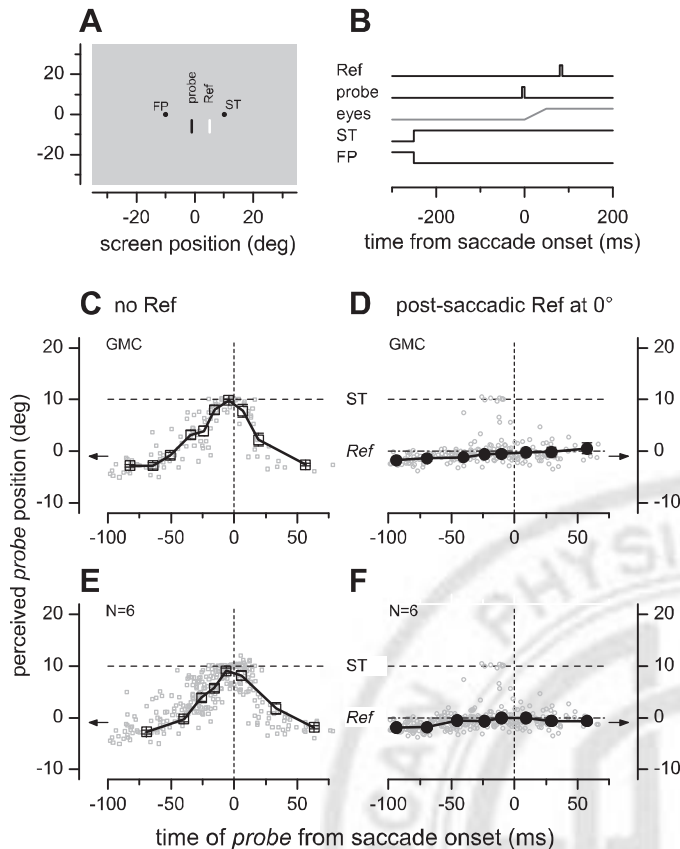 A
20
0
-20
FP
probe
Ref
ST
-20 0 20
screen position (deg)
B
Ref
probe
eyes
ST
FP
-200 0 200
time from saccade onset (ms)
C no Ref
GMC
20
10
0
-10
-100 -50 0 50
D post-saccadic Ref at 0°
GMC
ST
Ref
20
10
0
-10
-100 -50 0 50
perceived probe position (deg)
E
N=6
20
10
0
-10
-100 -50 0 50
F
N=6
ST
Ref
20
10
0
-10
-100 -50 0 50
time of probe from saccade onset (ms)